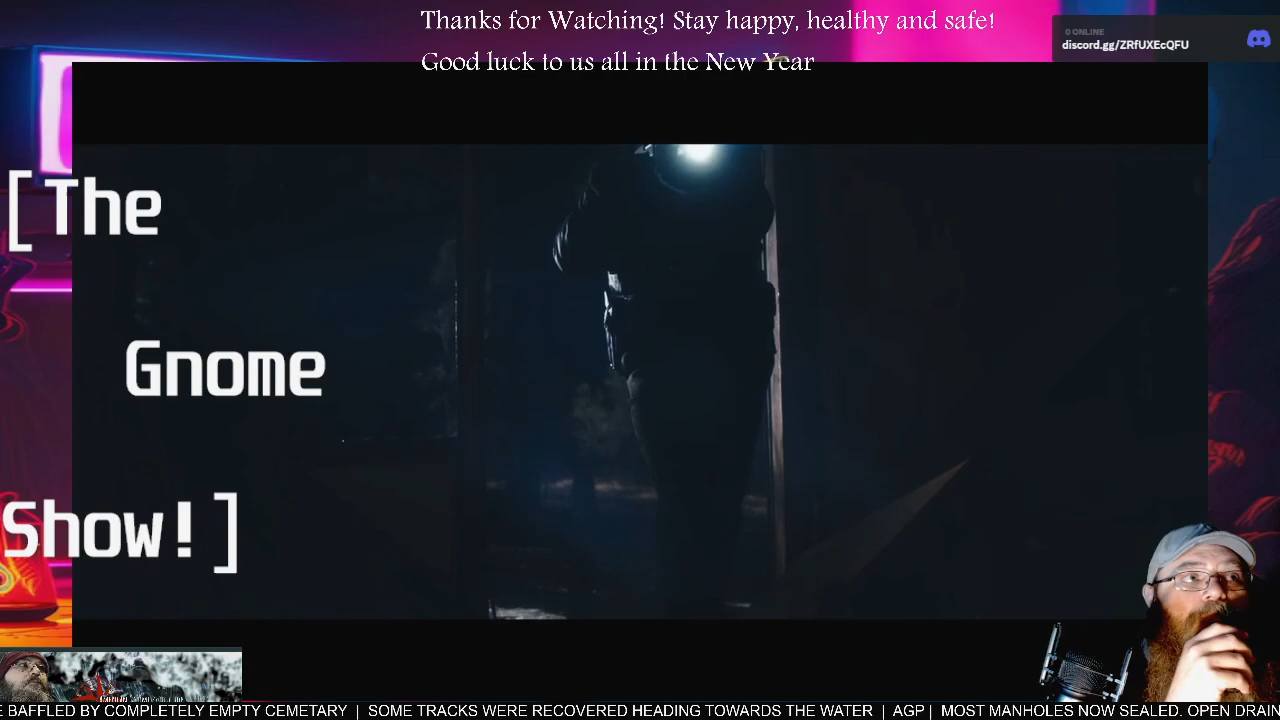 Thanks for Watching! Stay happy, healthy and safe!
Good luck to us all in the New Year
0 ONLINE
discord.gg/ZRfUXEcQFU
[The
Gnome
Show!]
BAFFLED BY COMPLETELY EMPTY CEMETARY | SOME TRACKS WERE RECOVERED HEADING TOWARDS THE WATER | AGP | MOST MANHOLES NOW SEALED. OPEN DRAIN